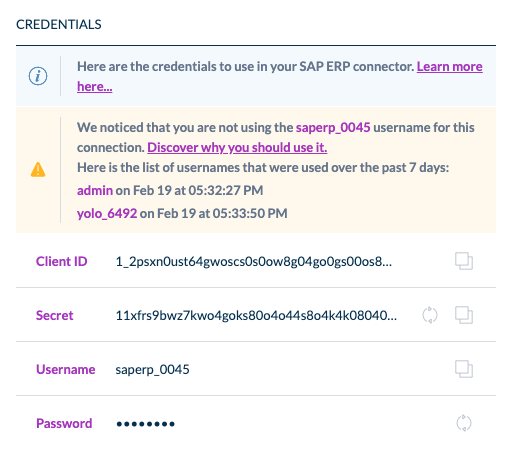 CREDENTIALS
Here are the credentials to use in your SAP ERP connector. Learn more
here...
We noticed that you are not using the saperp_0045 username for this
connection. Discover why you should use it.
Here is the list of usernames that were used over the past 7 days:
admin on Feb 19 at 05:32:27 PM
yolo_6492 on Feb 19 at 05:33:50 PM
Client ID 1_2psxn0ust64gwoscs0s0ow8g04go0gs00os8...
Secret 11xfrs9bwz7kwo4goks80o4o44s8o4k4k08040...
Username saperp_0045
Password ••••••••